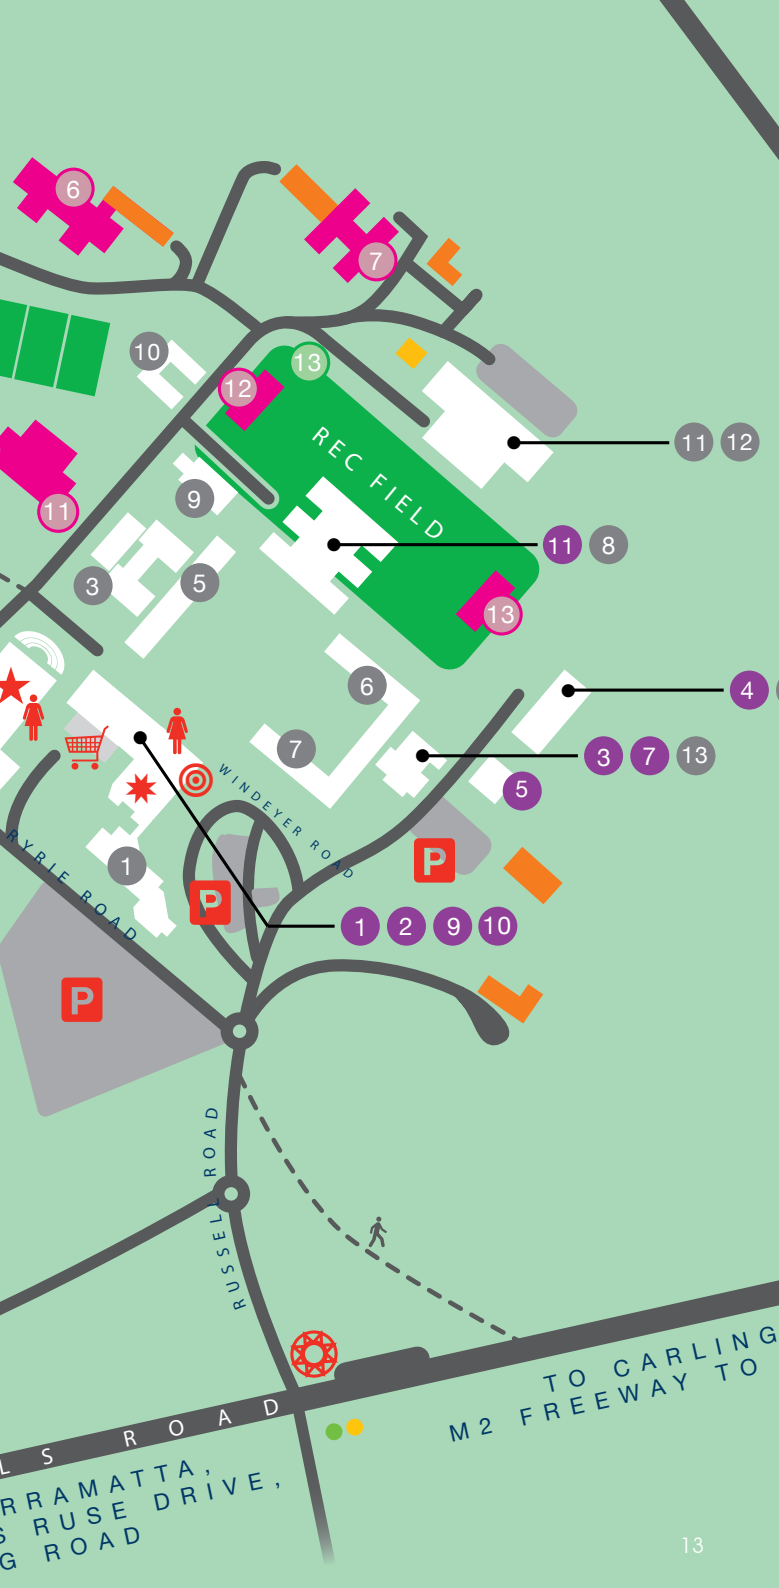 6
7
10
13
12
REC FIELD
11 12
9
11
11 8
3
5
13
6
4
7
3 7 13
WINDEYER ROAD
5
P
RYRIE ROAD
1
P
1 2 9 10
P
RUSSELL ROAD
TO CARLING
M2 FREEWAY TO
LS ROAD
RRAMATTA,
S RUSE DRIVE,
G ROAD
13